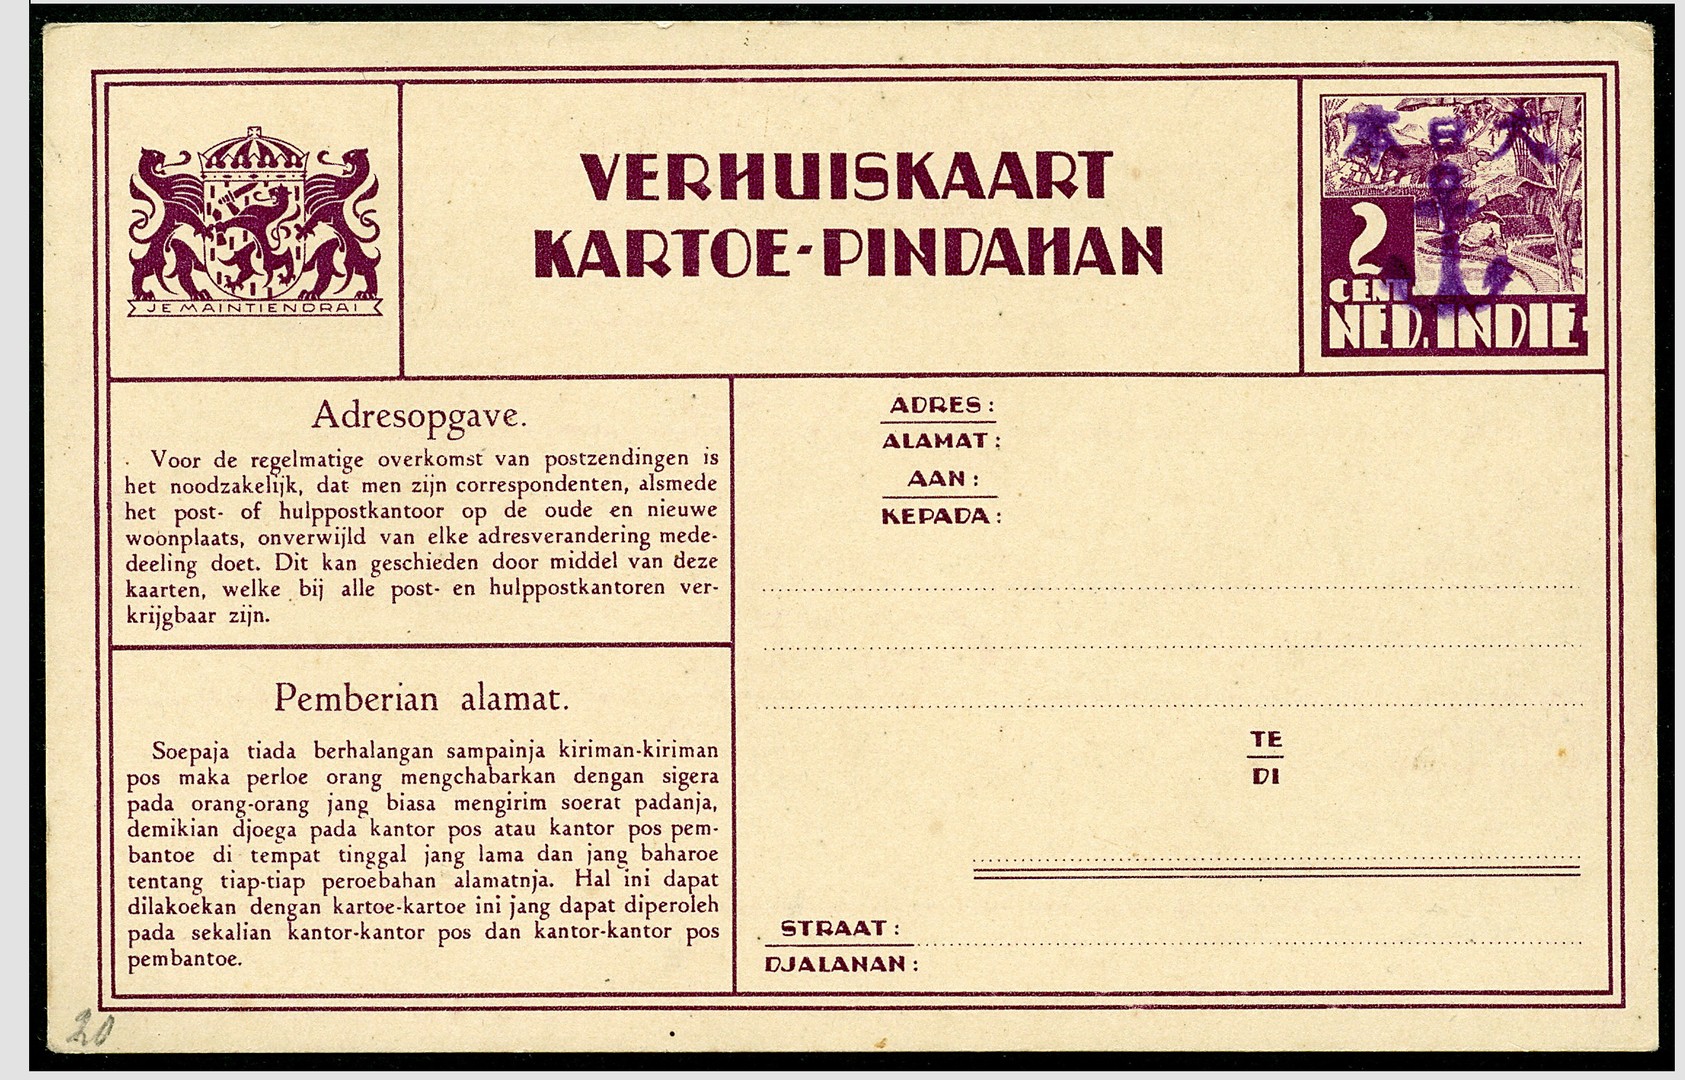 JE MAINTIENDRAI
VERHUISKAART
KARTOE-PINDAHAN
本日大
2
CENT
NED. INDIE
Adresopgave.
Voor de regelmatige overkomst van postzendingen is
het noodzakelijk, dat men zijn correspondenten, alsmede
het post- of hulppostkantoor op de oude en nieuwe
woonplaats, onverwijld van elke adresverandering mede-
deeling doet. Dit kan geschieden door middel van deze
kaarten, welke bij alle post- en hulppostkantoren ver-
krijgbaar zijn.
Pemberian alamat.
Soepaja tiada berhalangan sampainja kiriman-kiriman
pos maka perloe orang mengchabarkan dengan sigera
pada orang-orang jang biasa mengirim soerat padanja,
demikian djoega pada kantor pos atau kantor pos pem-
bantoe di tempat tinggal jang lama dan jang baharoe
tentang tiap-tiap peroebahan alamatnja. Hal ini dapat
dilakoekan dengan kartoe-kartoe ini jang dapat diperoleh
pada sekalian kantor-kantor pos dan kantor-kantor pos
pembantoe.
ADRES:
ALAMAT:
AAN:
KEPADA:
TE
DI
STRAAT:
DJALANAN:
20